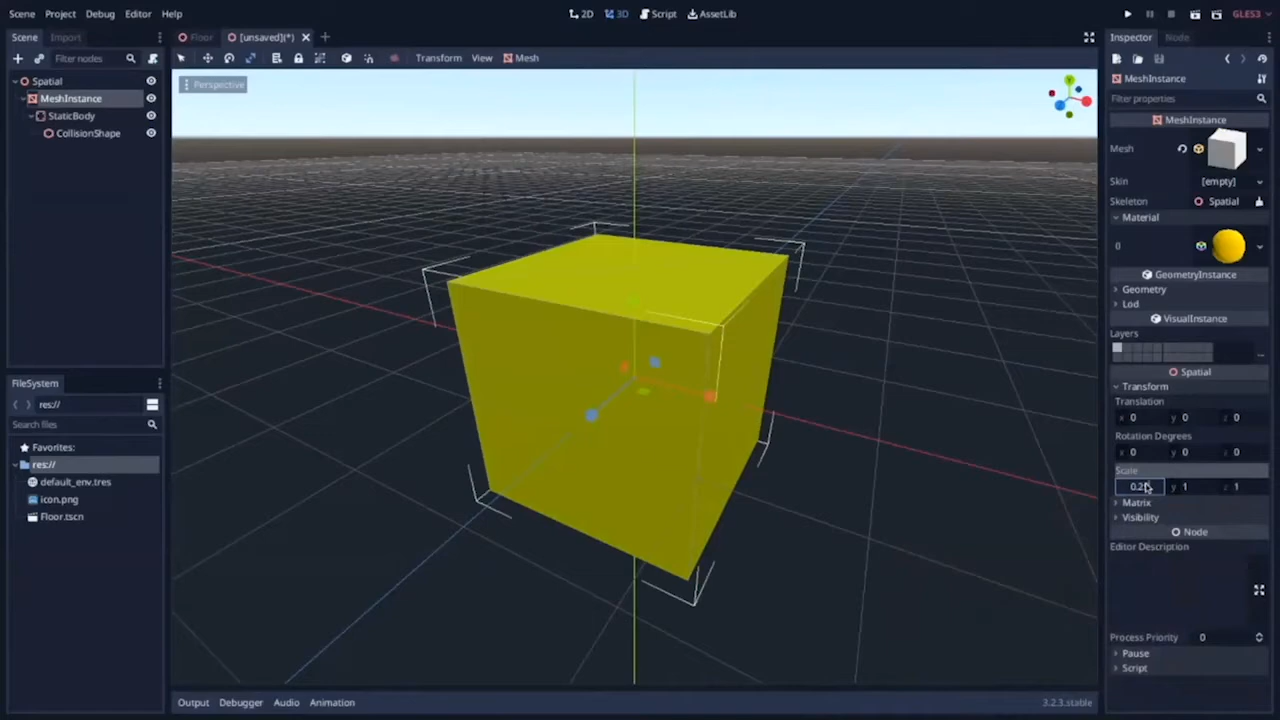 Scene Project Debug Editor Help 2D 3D Script AssetLib GLES3
Scene Import Floor [unsaved](*) Inspector Node
Filter nodes Transform View Mesh
Spatial Perspective MeshInstance
MeshInstance Filter properties
StaticBody MeshInstance
CollisionShape Mesh
Skin [empty]
Skeleton Spatial
Material
0
GeometryInstance
Geometry
Lod
VisualInstance
Layers
Spatial
FileSystem Transform
res:// Translation
Search files x 0 y 0 z 0
Favorites: Rotation Degrees
res:// x 0 y 0 z 0
default_env.tres Scale
icon.png y 1 z 1
Floor.tscn Matrix
Visibility
Node
Editor Description
Process Priority 0
Pause
Script
Output Debugger Audio Animation 3.2.3.stable